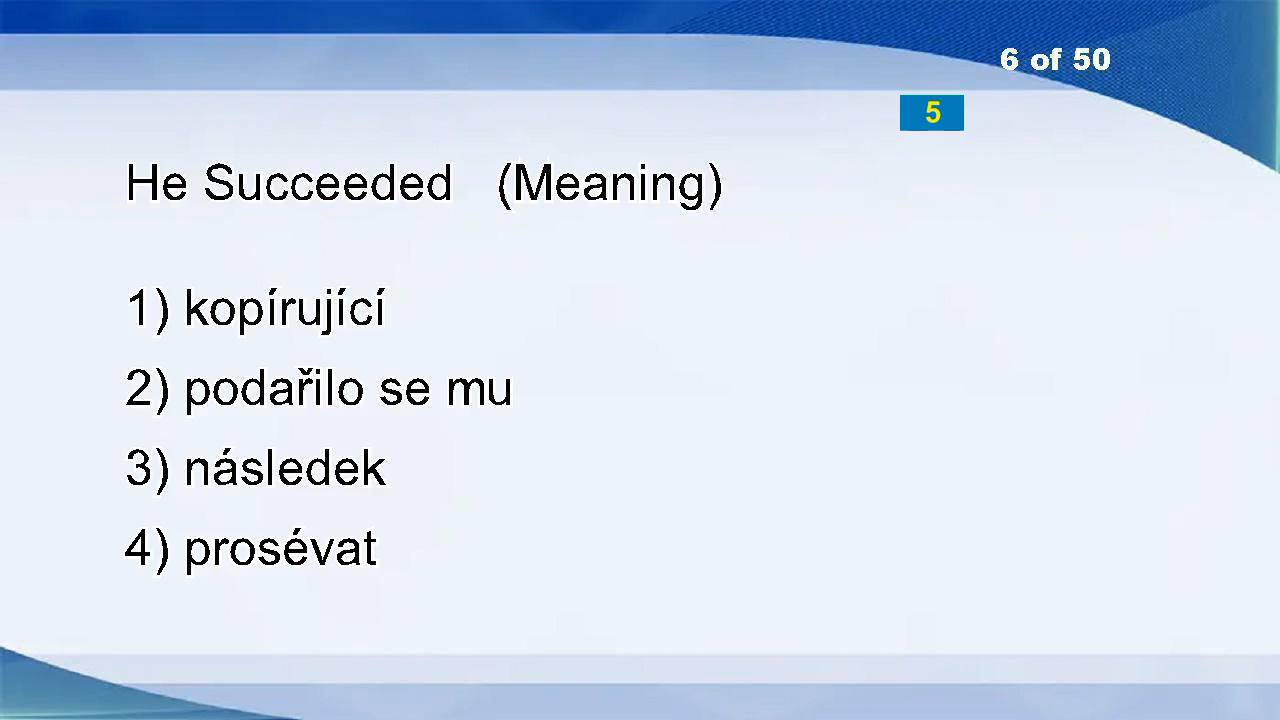 6 of 50
5
He Succeeded (Meaning)
1) kopírující
2) podařilo se mu
3) následek
4) prosévat